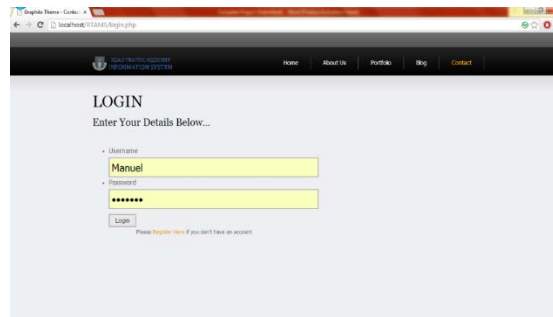 Graphite Theme - Contac
localhost/RTAMS/login.php
ROAD TRAFFIC ACCIDENT
INFORMATION SYSTEM
Home About Us Portfolio Blog Contact
LOGIN
Enter Your Details Below...
Username
Manuel
Password
•••••••
Login
Please Register Here if you don't have an account